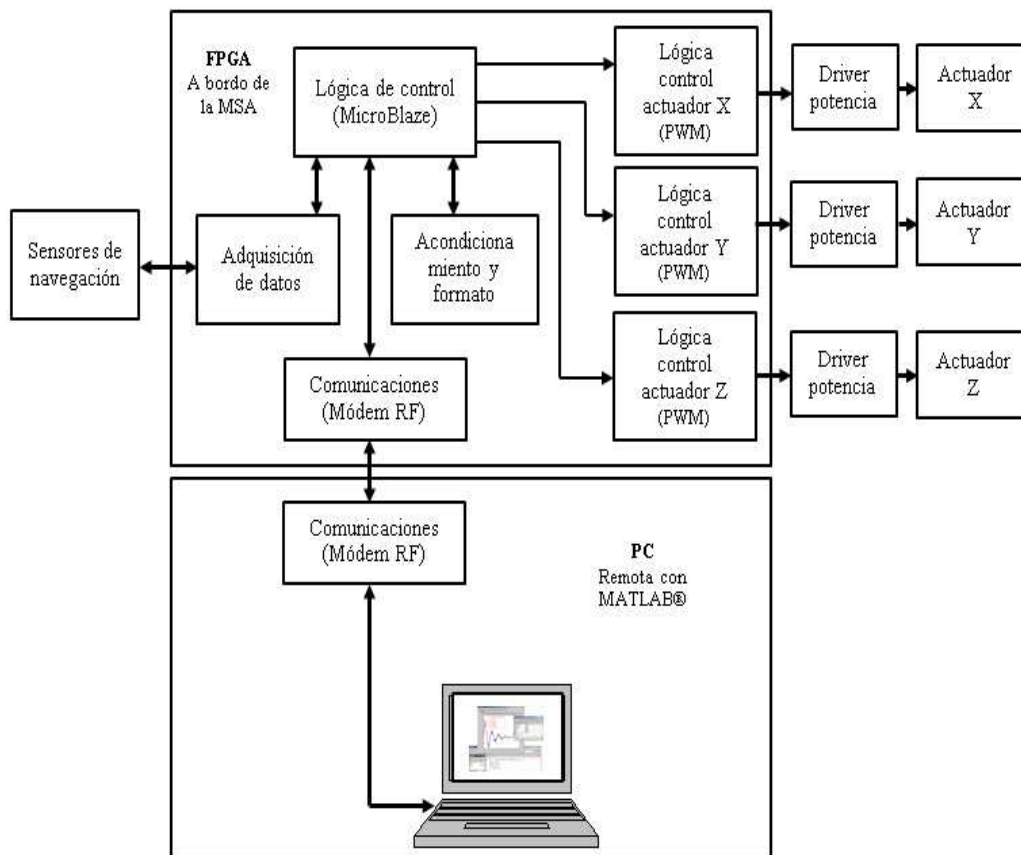 FPGA
A bordo de
la MSA
Lógica de control
(MicroBlaze)
Lógica
control
actuador X
(PWM)
Driver
potencia
Actuador
X
Sensores de
navegación
Adquisición
de datos
Acondiciona
miento y
formato
Lógica
control
actuador Y
(PWM)
Driver
potencia
Actuador
Y
Comunicaciones
(Módem RF)
Lógica
control
actuador Z
(PWM)
Driver
potencia
Actuador
Z
Comunicaciones
(Módem RF)
PC
Remota con
MATLAB®